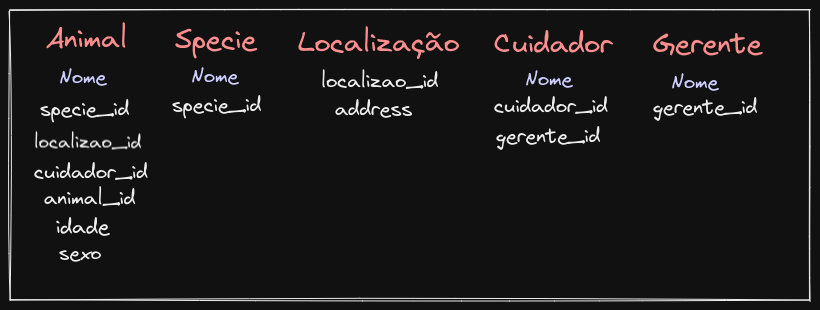 Animal
Nome
specie_id
localizao_id
cuidador_id
animal_id
idade
sexo
Specie
Nome
specie_id
Localização
localizao_id
address
Cuidador
Nome
cuidador_id
gerente_id
Gerente
Nome
gerente_id